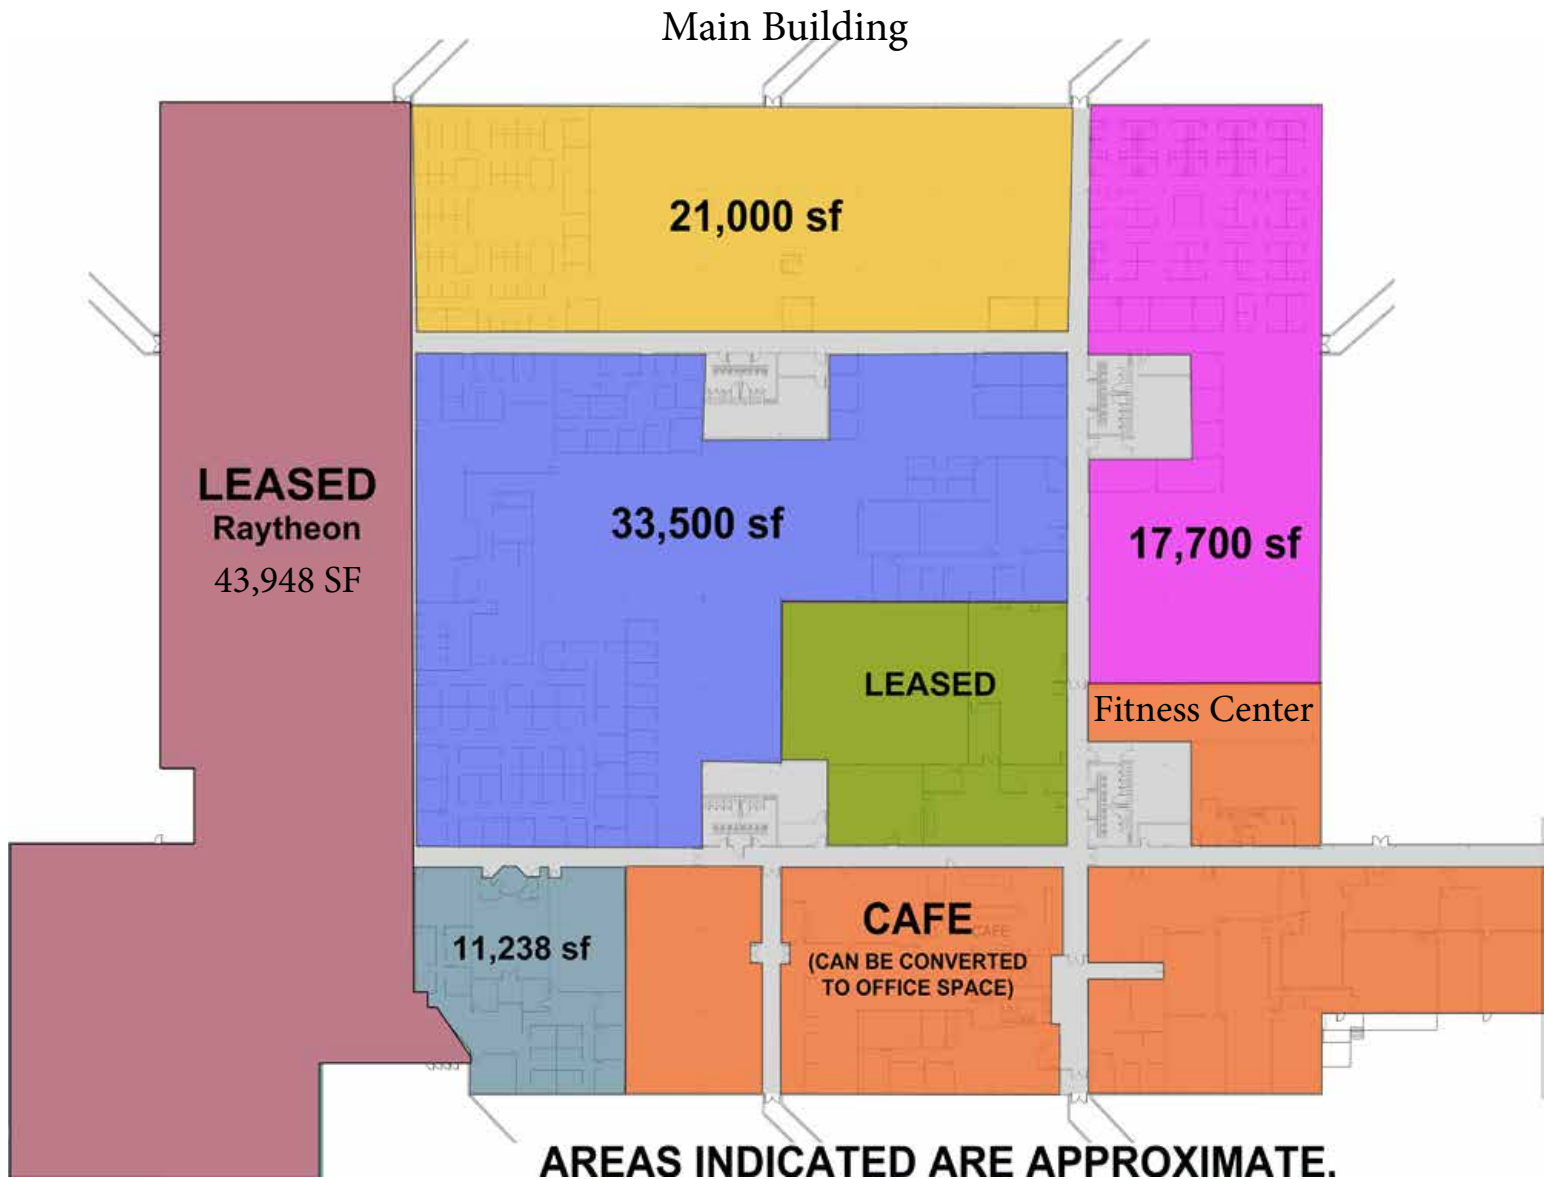 Main Building
21,000 sf
LEASED
Raytheon
43,948 SF
33,500 sf
17,700 sf
LEASED
Fitness Center
11,238 sf
CAFE
CAFE
(CAN BE CONVERTED
TO OFFICE SPACE)
AREAS INDICATED ARE APPROXIMATE.